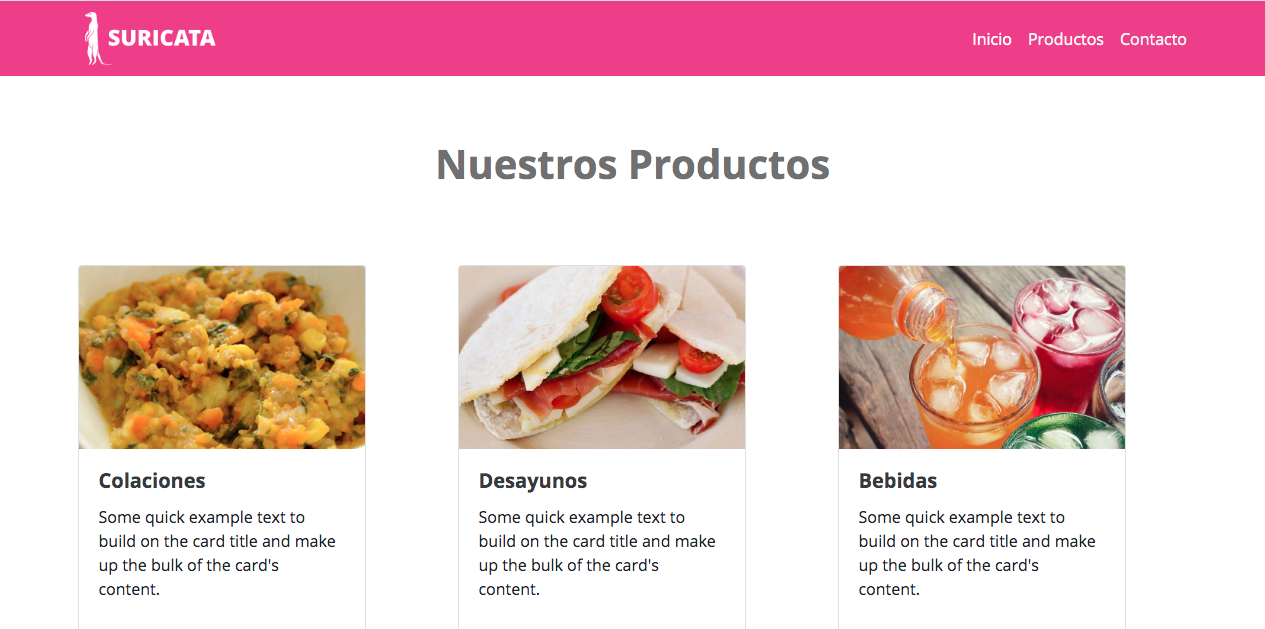 SURICATA
Inicio Productos Contacto
Nuestros Productos
Colaciones
Some quick example text to
build on the card title and make
up the bulk of the card's
content.
Desayunos
Some quick example text to
build on the card title and make
up the bulk of the card's
content.
Bebidas
Some quick example text to
build on the card title and make
up the bulk of the card's
content.